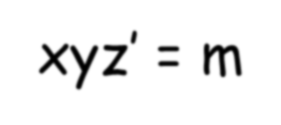 xyz' = m